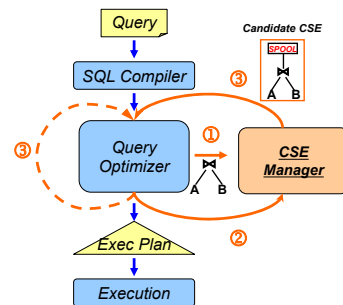 Query
Candidate CSE
SPOOL
⋈
A B
SQL Compiler
③
③
Query
Optimizer
①
⋈
A B
CSE
Manager
②
Exec Plan
Execution